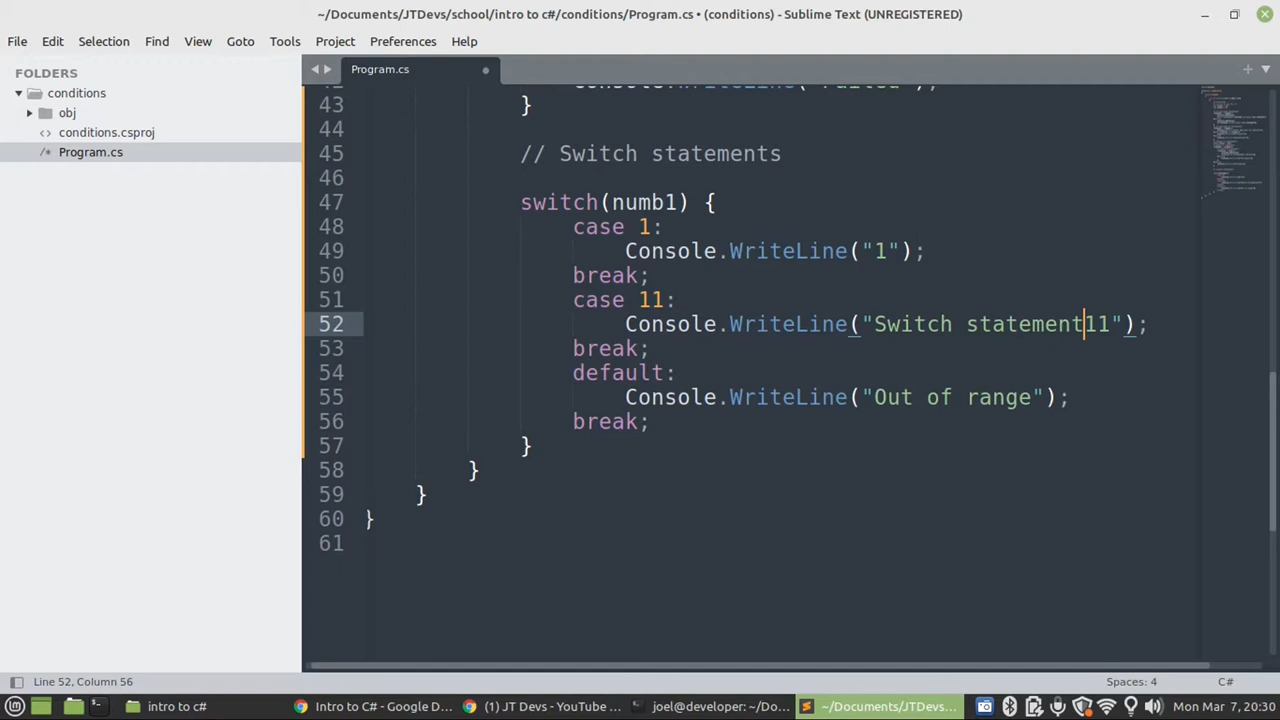 ~/Documents/JTDevs/school/intro to c#/conditions/Program.cs • (conditions) - Sublime Text (UNREGISTERED)
File Edit Selection Find View Goto Tools Project Preferences Help
FOLDERS
conditions
obj
<> conditions.csproj
/* Program.cs
Program.cs
42 Console.WriteLine("Failed");
43 }
44
45 // Switch statements
46
47 switch(numb1) {
48 case 1:
49 Console.WriteLine("1");
50 break;
51 case 11:
52 Console.WriteLine("Switch statement11");
53 break;
54 default:
55 Console.WriteLine("Out of range");
56 break;
57 }
58 }
59 }
60 }
61
Line 52, Column 56 Spaces: 4 C#
intro to c# Intro to C# - Google D... (1) JT Devs - YouTube ... joel@developer: ~/Do... ~/Documents/JTDevs... Mon Mar 7, 20:30